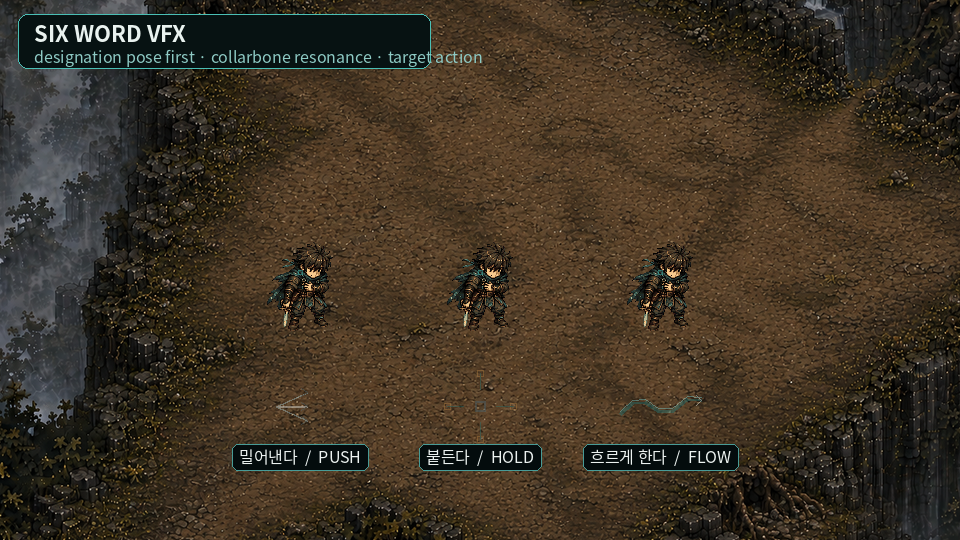 SIX WORD VFX
designation pose first · collarbone resonance · target action
밀어낸다 / PUSH
붙든다 / HOLD
흐르게 한다 / FLOW